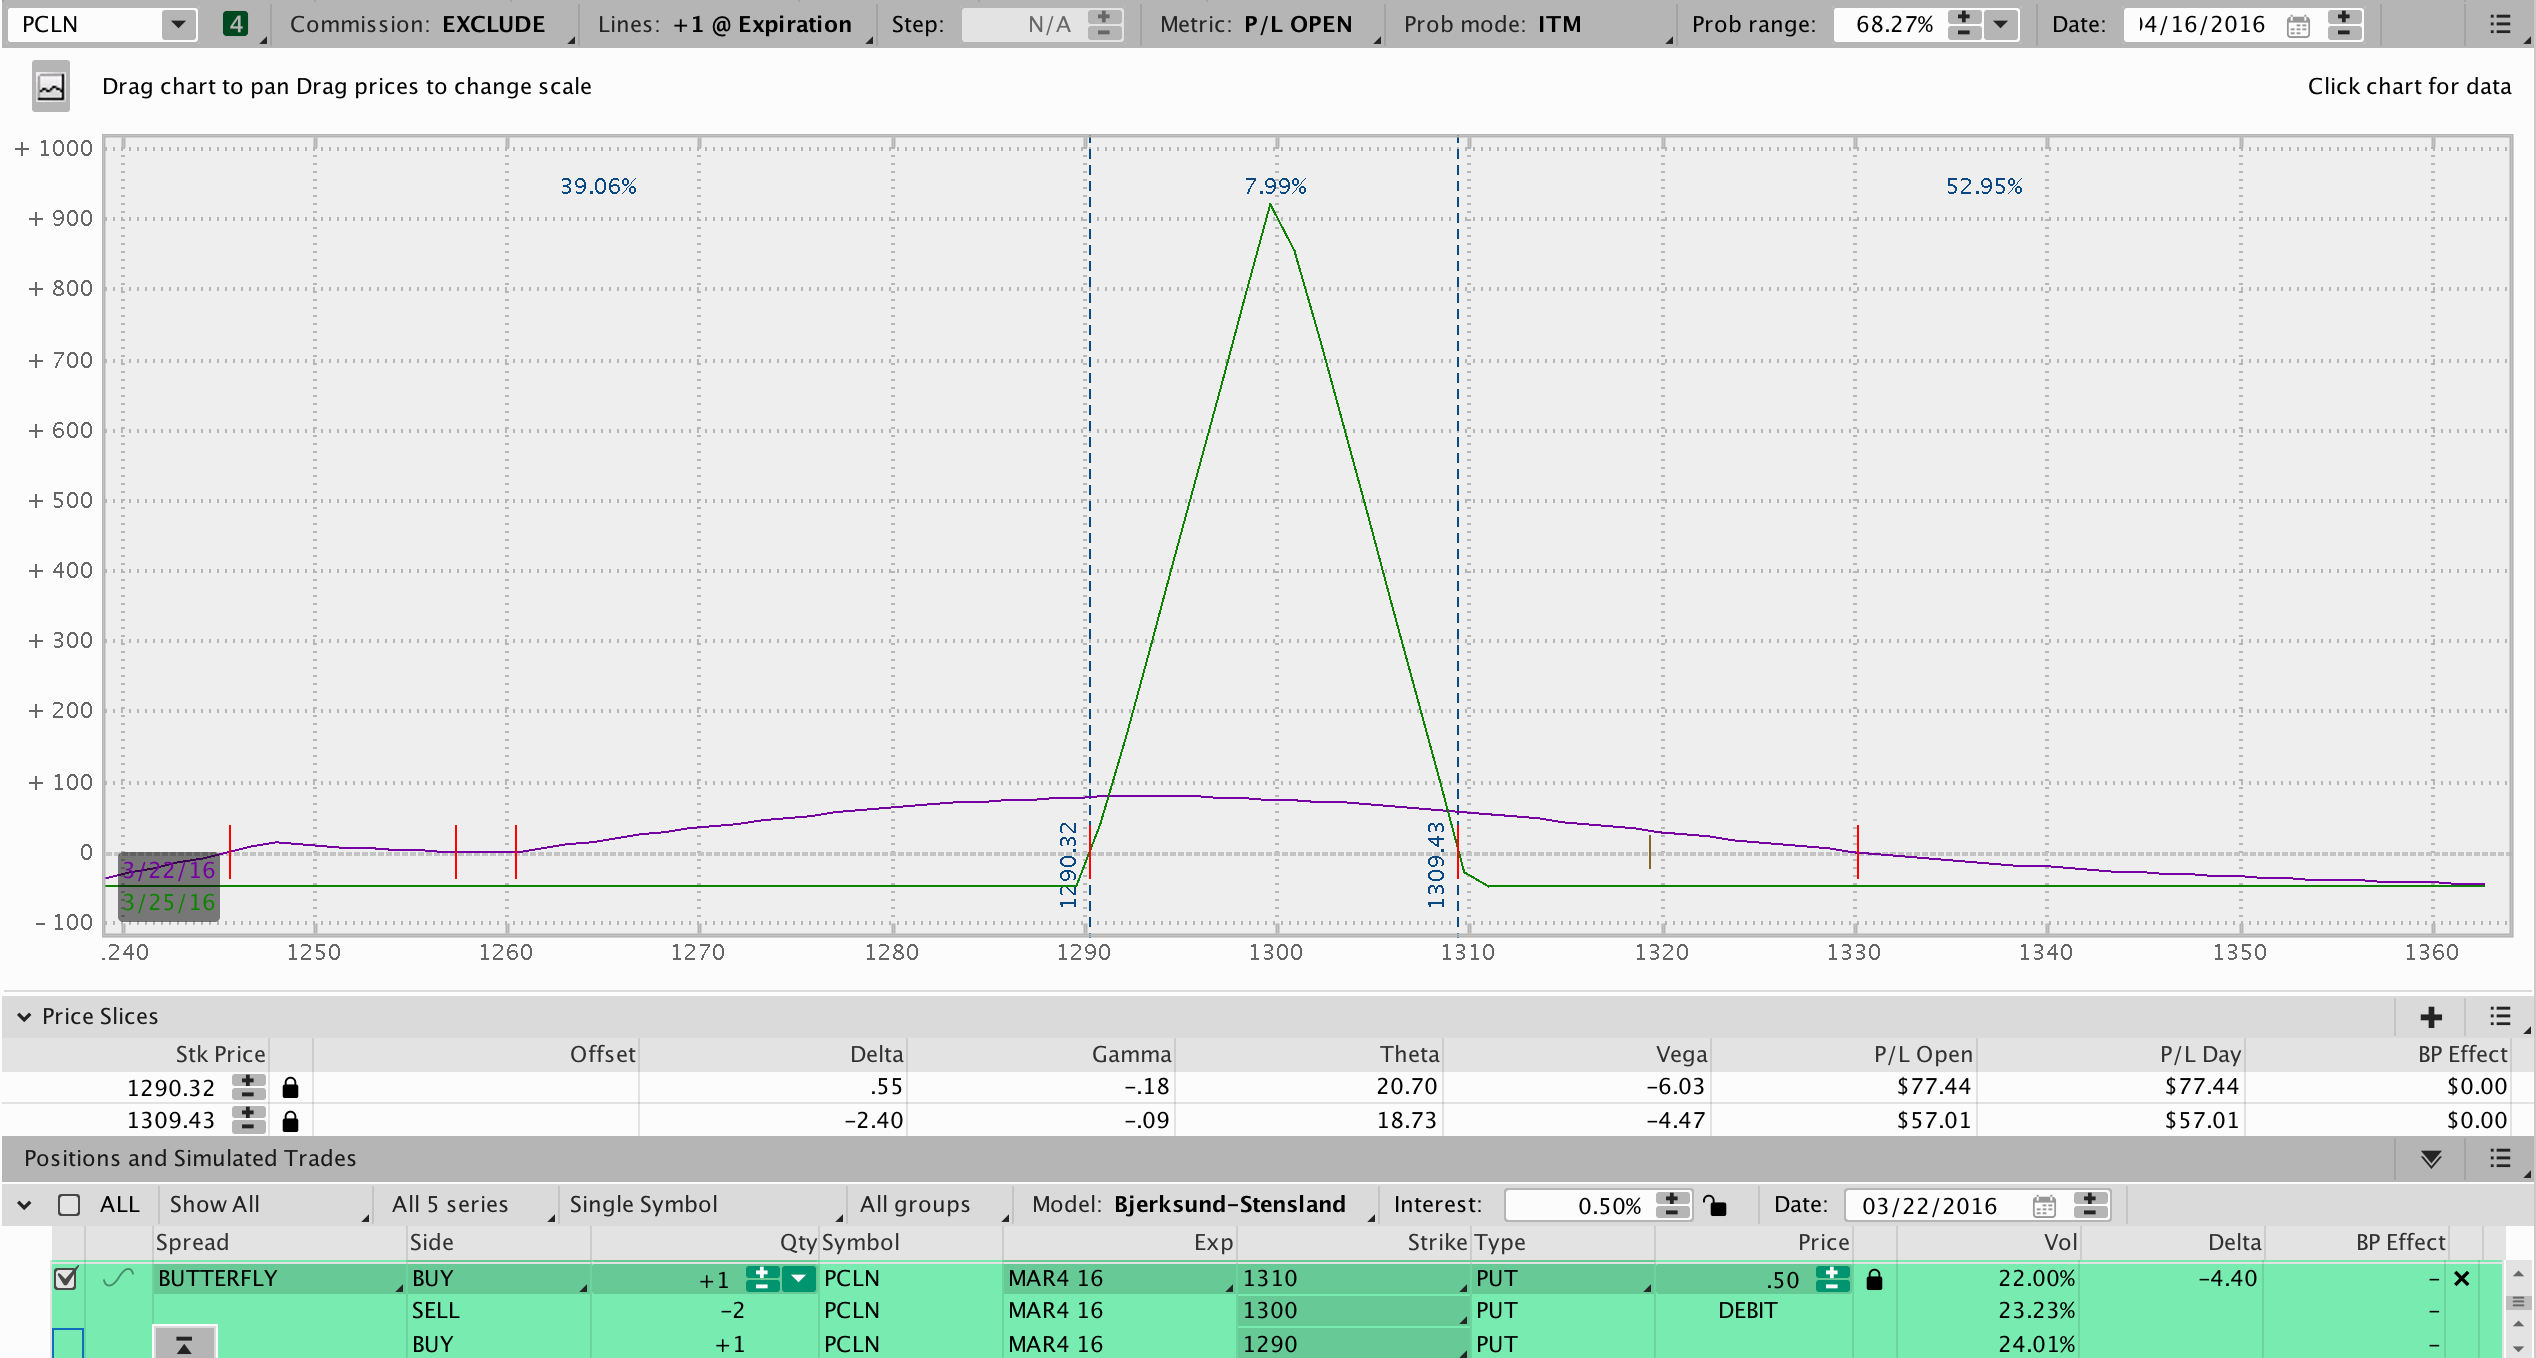 PCLN 4 Commission: EXCLUDE Lines: +1 @ Expiration Step: N/A Metric: P/L OPEN Prob mode: ITM Prob range: 68.27% Date: 04/16/2016
Drag chart to pan Drag prices to change scale Click chart for data
+ 1000
39.06% 7.99% 52.95%
+ 900
+ 800
+ 700
+ 600
+ 500
+ 400
+ 300
+ 200
+ 100
0
1290.32 1309.43
3/22/16
3/25/16
- 100
.240 1250 1260 1270 1280 1290 1300 1310 1320 1330 1340 1350 1360
Price Slices
Stk Price Offset Delta Gamma Theta Vega P/L Open P/L Day BP Effect
1290.32 .55 -.18 20.70 -6.03 $77.44 $77.44 $0.00
1309.43 -2.40 -.09 18.73 -4.47 $57.01 $57.01 $0.00
Positions and Simulated Trades
ALL Show All All 5 series Single Symbol All groups Model: Bjerksund-Stensland Interest: 0.50% Date: 03/22/2016
Spread Side Qty Symbol Exp Strike Type Price Vol Delta BP Effect
BUTTERFLY BUY +1 PCLN MAR4 16 1310 PUT .50 22.00% -4.40 -
SELL -2 PCLN MAR4 16 1300 PUT DEBIT 23.23% -
BUY +1 PCLN MAR4 16 1290 PUT 24.01% -